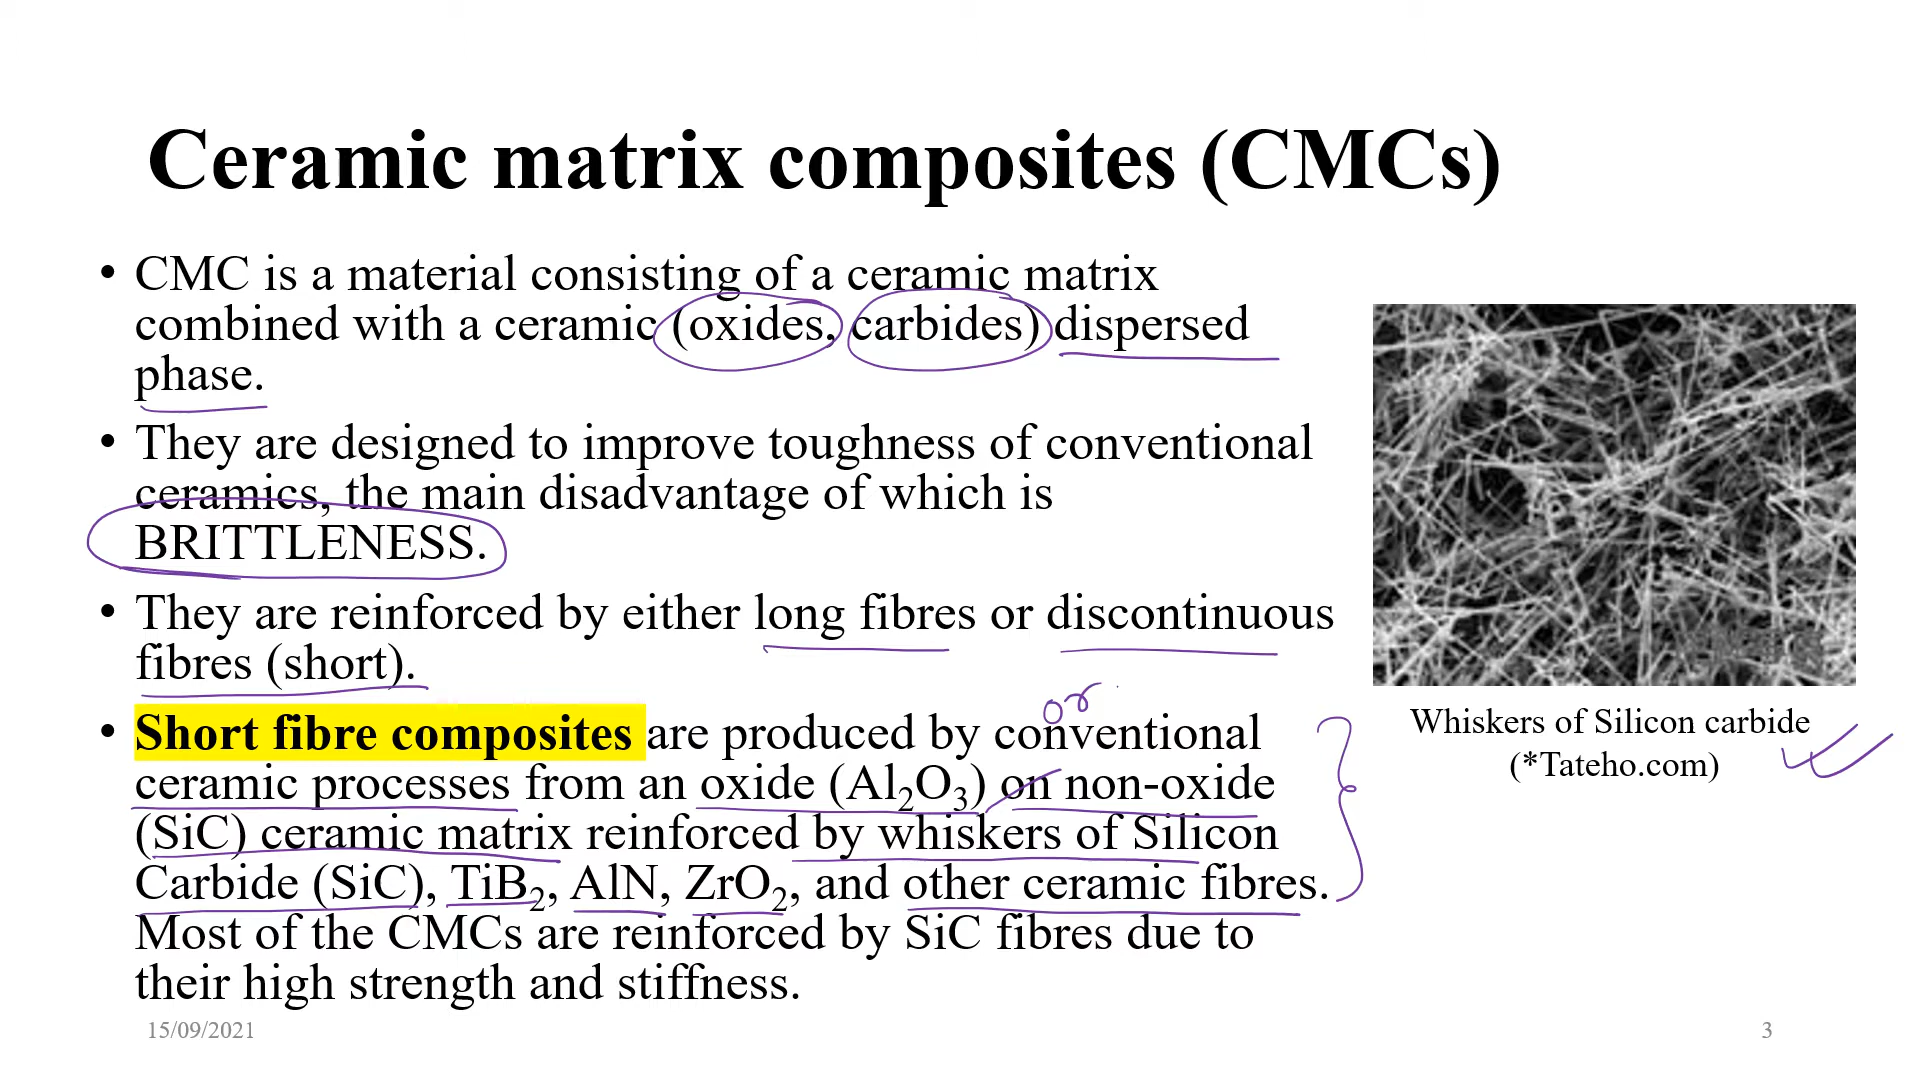 Ceramic matrix composites (CMCs)
• CMC is a material consisting of a ceramic matrix
combined with a ceramic (oxides, carbides) dispersed
phase.
• They are designed to improve toughness of conventional
ceramics, the main disadvantage of which is
BRITTLENESS.
• They are reinforced by either long fibres or discontinuous
fibres (short).
or
• Short fibre composites are produced by conventional
ceramic processes from an oxide (Al₂O₃) on non-oxide
(SiC) ceramic matrix reinforced by whiskers of Silicon
Carbide (SiC), TiB₂, AlN, ZrO₂, and other ceramic fibres.
Most of the CMCs are reinforced by SiC fibres due to
their high strength and stiffness.
Whiskers of Silicon carbide
(*Tateho.com)
15/09/2021
3